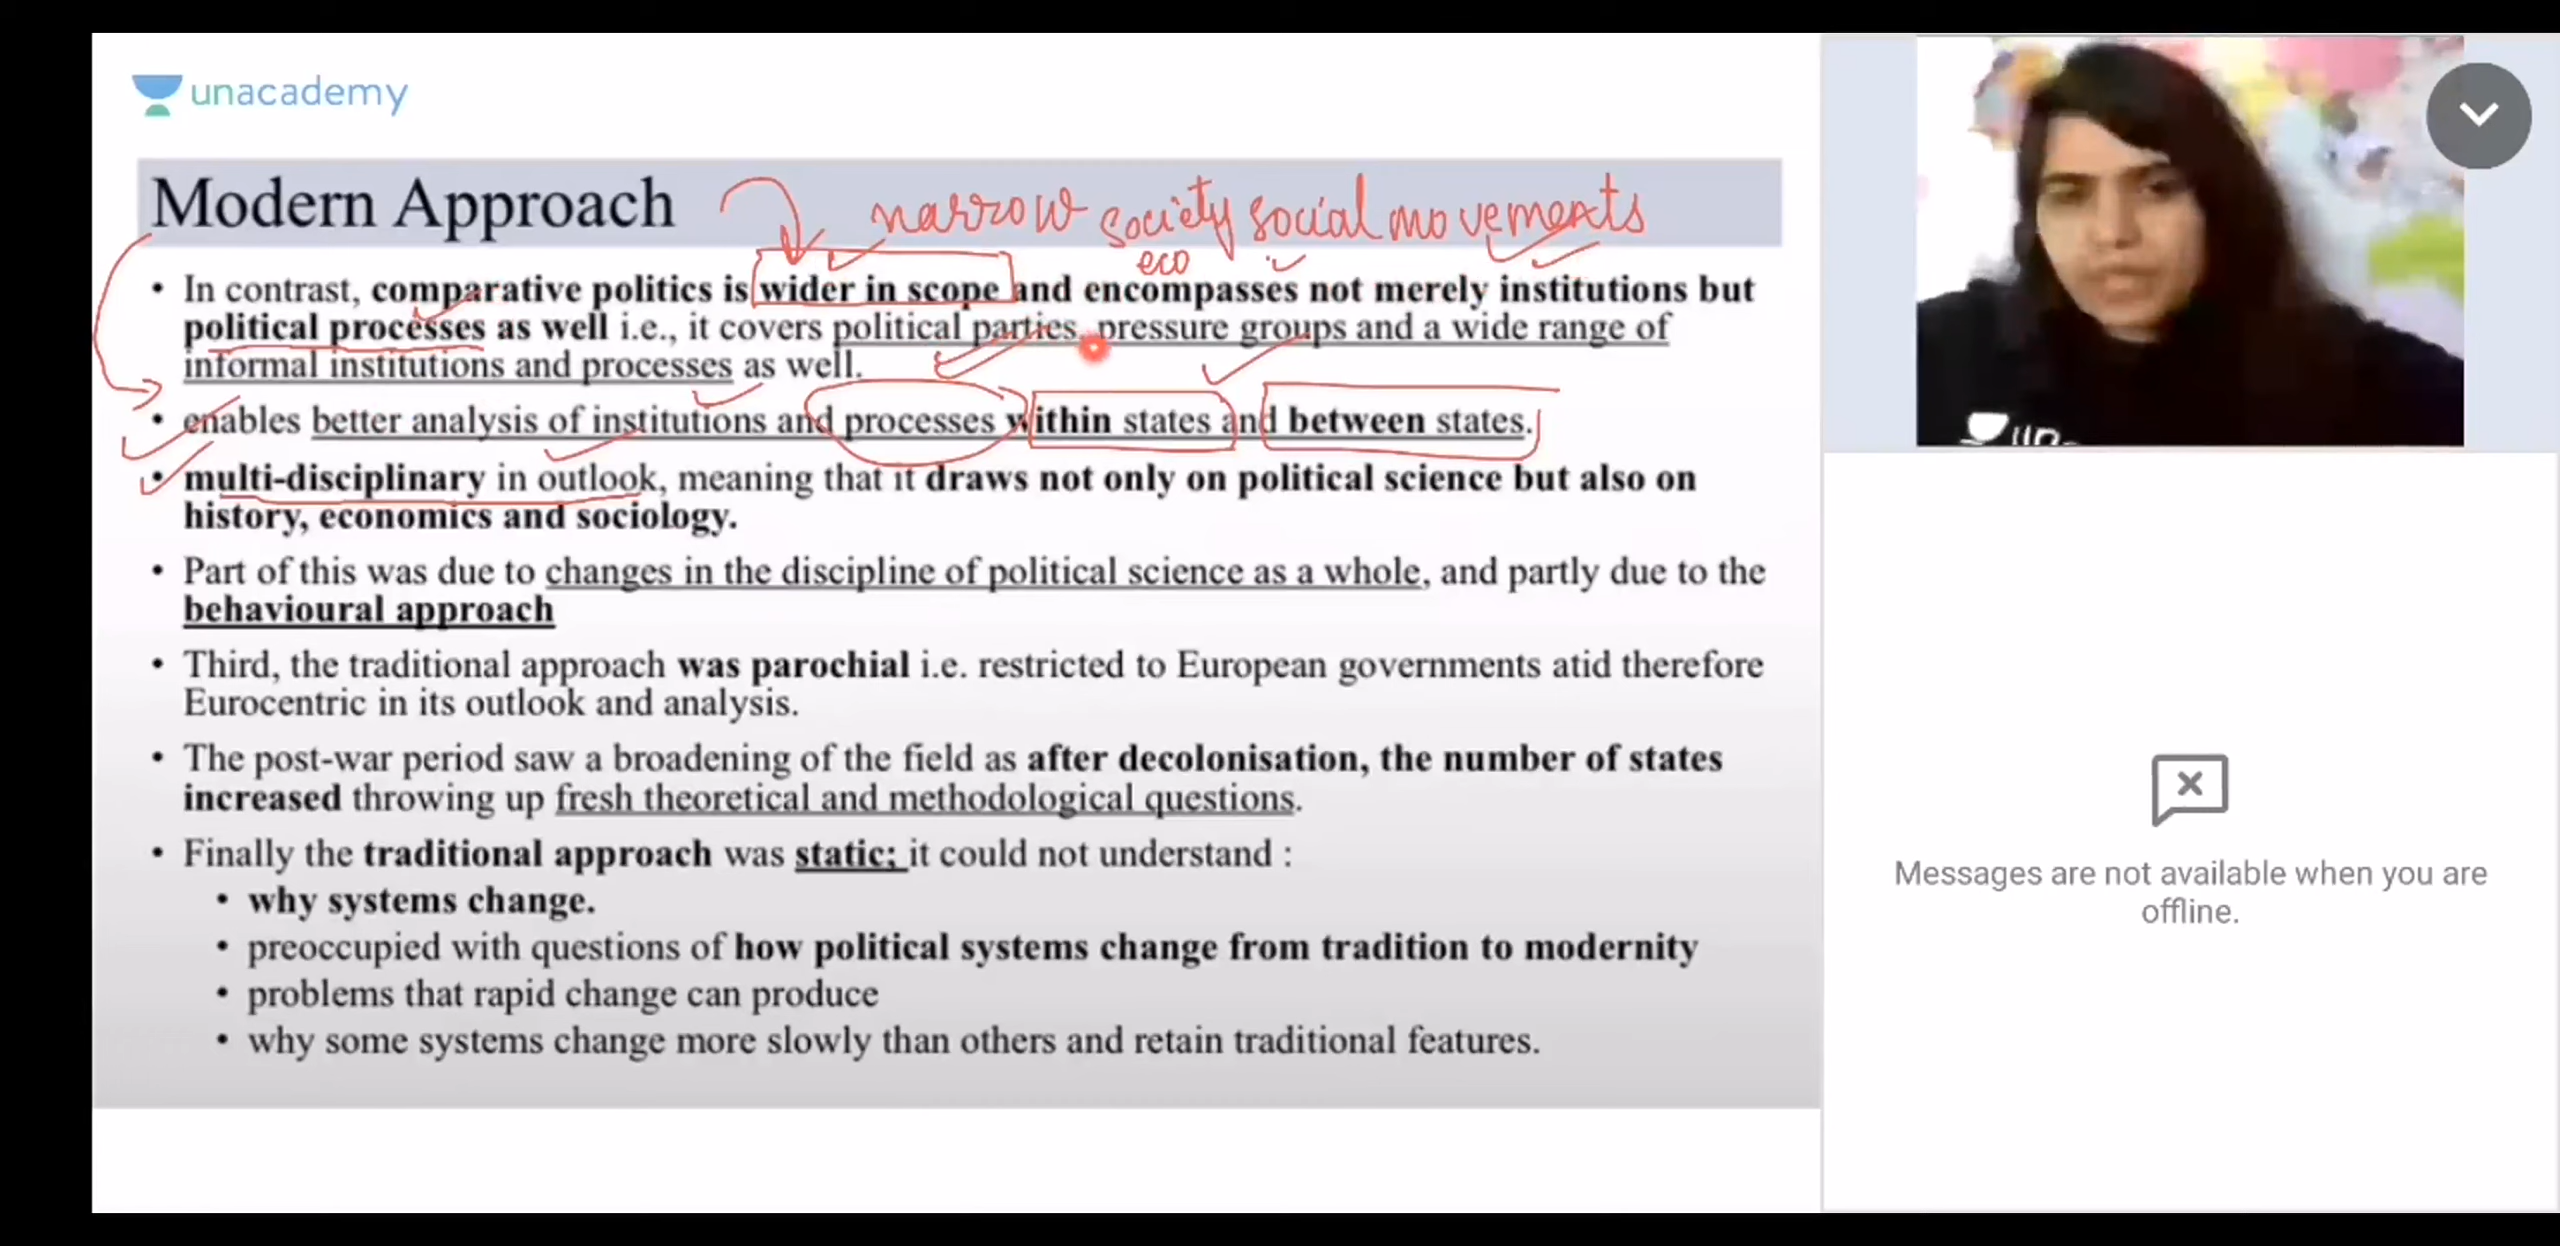 unacademy
Modern Approach
narrow society social movements
eco
• In contrast, comparative politics is wider in scope and encompasses not merely institutions but
political processes as well i.e., it covers political parties, pressure groups and a wide range of
informal institutions and processes as well.
• enables better analysis of institutions and processes within states and between states.
• multi-disciplinary in outlook, meaning that it draws not only on political science but also on
history, economics and sociology.
• Part of this was due to changes in the discipline of political science as a whole, and partly due to the
behavioural approach
• Third, the traditional approach was parochial i.e. restricted to European governments atid therefore
Eurocentric in its outlook and analysis.
• The post-war period saw a broadening of the field as after decolonisation, the number of states
increased throwing up fresh theoretical and methodological questions.
• Finally the traditional approach was static; it could not understand :
• why systems change.
• preoccupied with questions of how political systems change from tradition to modernity
• problems that rapid change can produce
• why some systems change more slowly than others and retain traditional features.
Messages are not available when you are
offline.